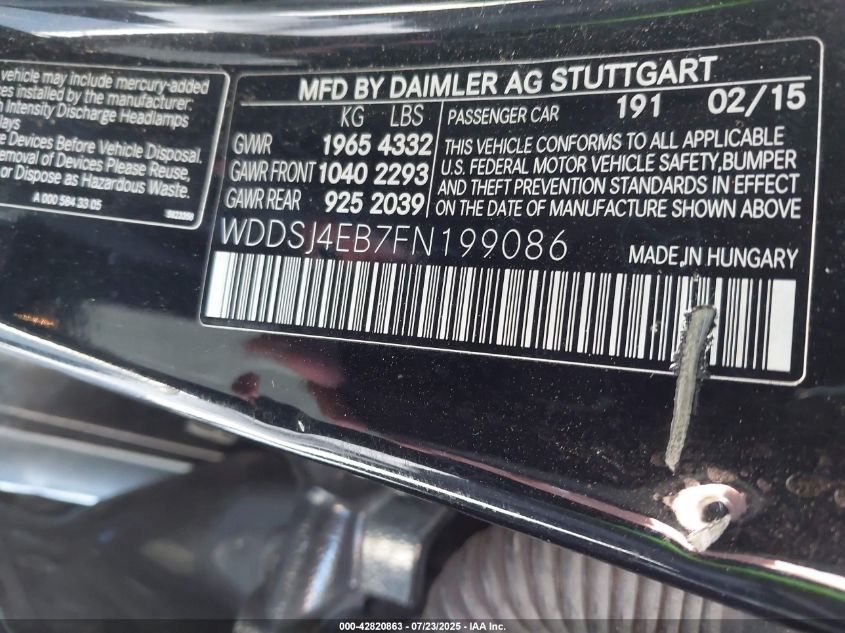 vehicle may include mercury-added
installed by the manufacturer:
Intensity Discharge Headlamps
Devices Before Vehicle Disposal.
Removal of Devices Please Reuse,
or Dispose as Hazardous Waste.
A 000 584 33 05
MFD BY DAIMLER AG STUTTGART
KG LBS
GVWR 1965 4332
GAWR FRONT 1040 2293
GAWR REAR 925 2039
PASSENGER CAR 191 02/15
THIS VEHICLE CONFORMS TO ALL APPLICABLE
U.S. FEDERAL MOTOR VEHICLE SAFETY,BUMPER
AND THEFT PREVENTION STANDARDS IN EFFECT
ON THE DATE OF MANUFACTURE SHOWN ABOVE
WDDSJ4EB7FN199086
MADE IN HUNGARY
000-42820863 - 07/23/2025 - IAA Inc.